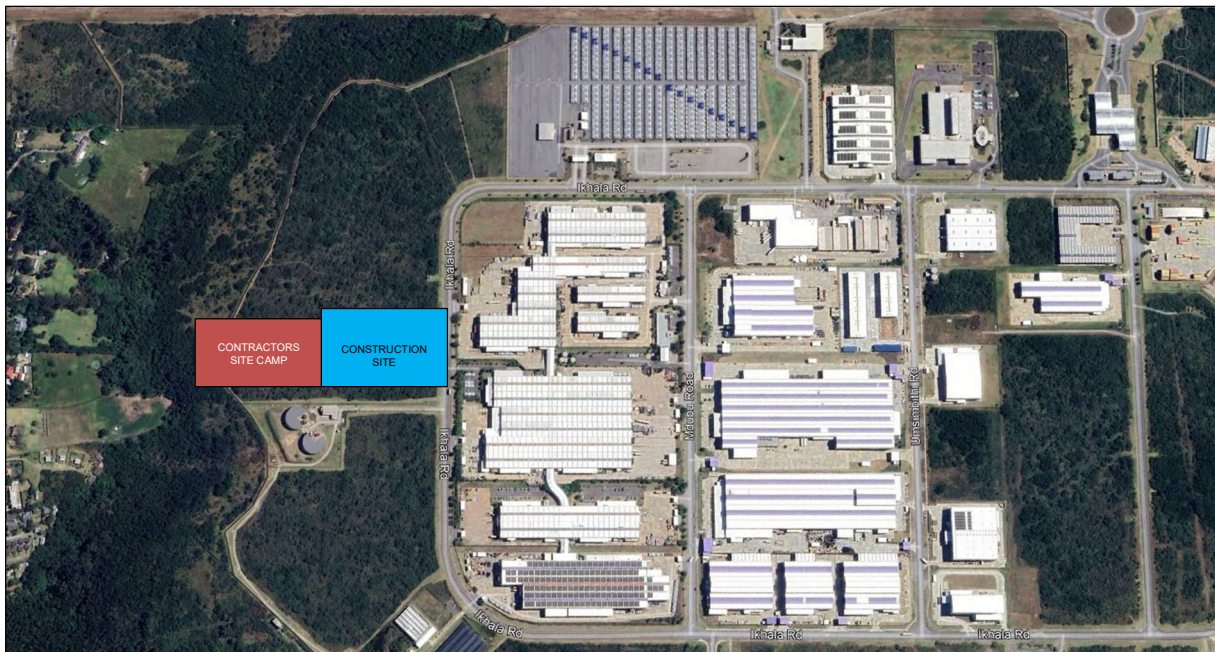 Ikhala Rd
Ikhala Rd
CONTRACTORS
SITE CAMP
CONSTRUCTION
SITE
Mdubu Road
Umsimbithi Rd
Ikhala Rd
Ikhala Rd
Ikhala Rd
Ikhala Rd